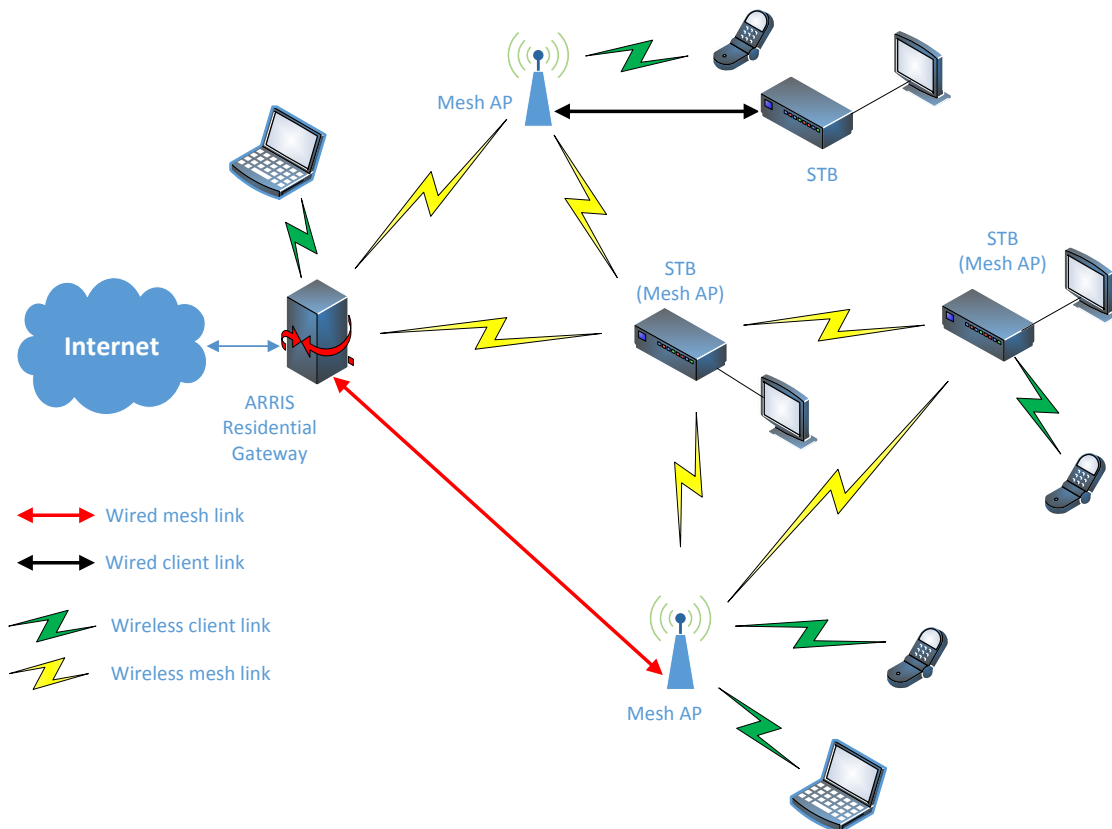 Mesh AP
STB
STB
(Mesh AP)
STB
(Mesh AP)
Internet
ARRIS
Residential
Gateway
Wired mesh link
Wired client link
Wireless client link
Wireless mesh link
Mesh AP